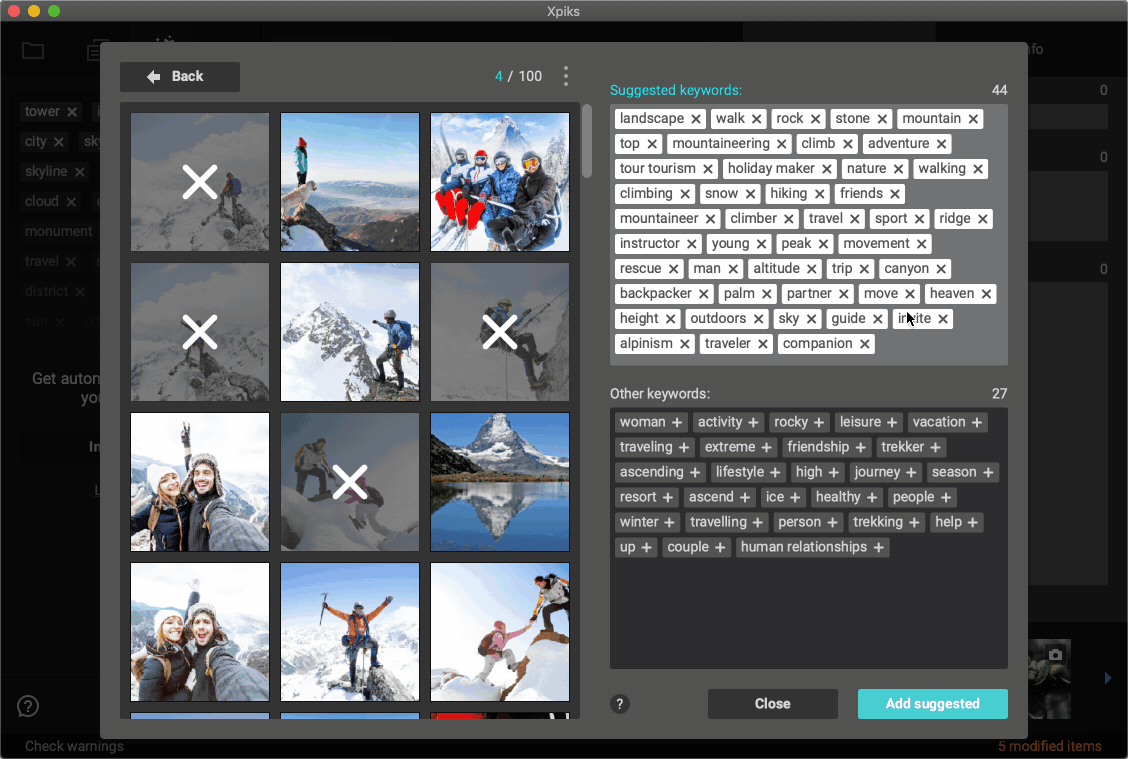 Xpiks
Back
4 / 100
Suggested keywords: 44
landscape walk rock stone mountain
top mountaineering climb adventure
tour tourism holiday maker nature walking
climbing snow hiking friends
mountaineer climber travel sport ridge
instructor young peak movement
rescue man altitude trip canyon
backpacker palm partner move heaven
height outdoors sky guide
alpinism traveler companion
Other keywords: 27
woman + activity + rocky + leisure + vacation +
traveling + extreme + friendship + trekker +
ascending + lifestyle + high + journey + season +
resort + ascend + ice + healthy + people +
winter + travelling + person + trekking + help +
up + couple + human relationships +
? Close Add suggested
tower
city
skyline
cloud
monument
travel
district
sun
Get
0
0
0
?
Check warnings
5 modified items